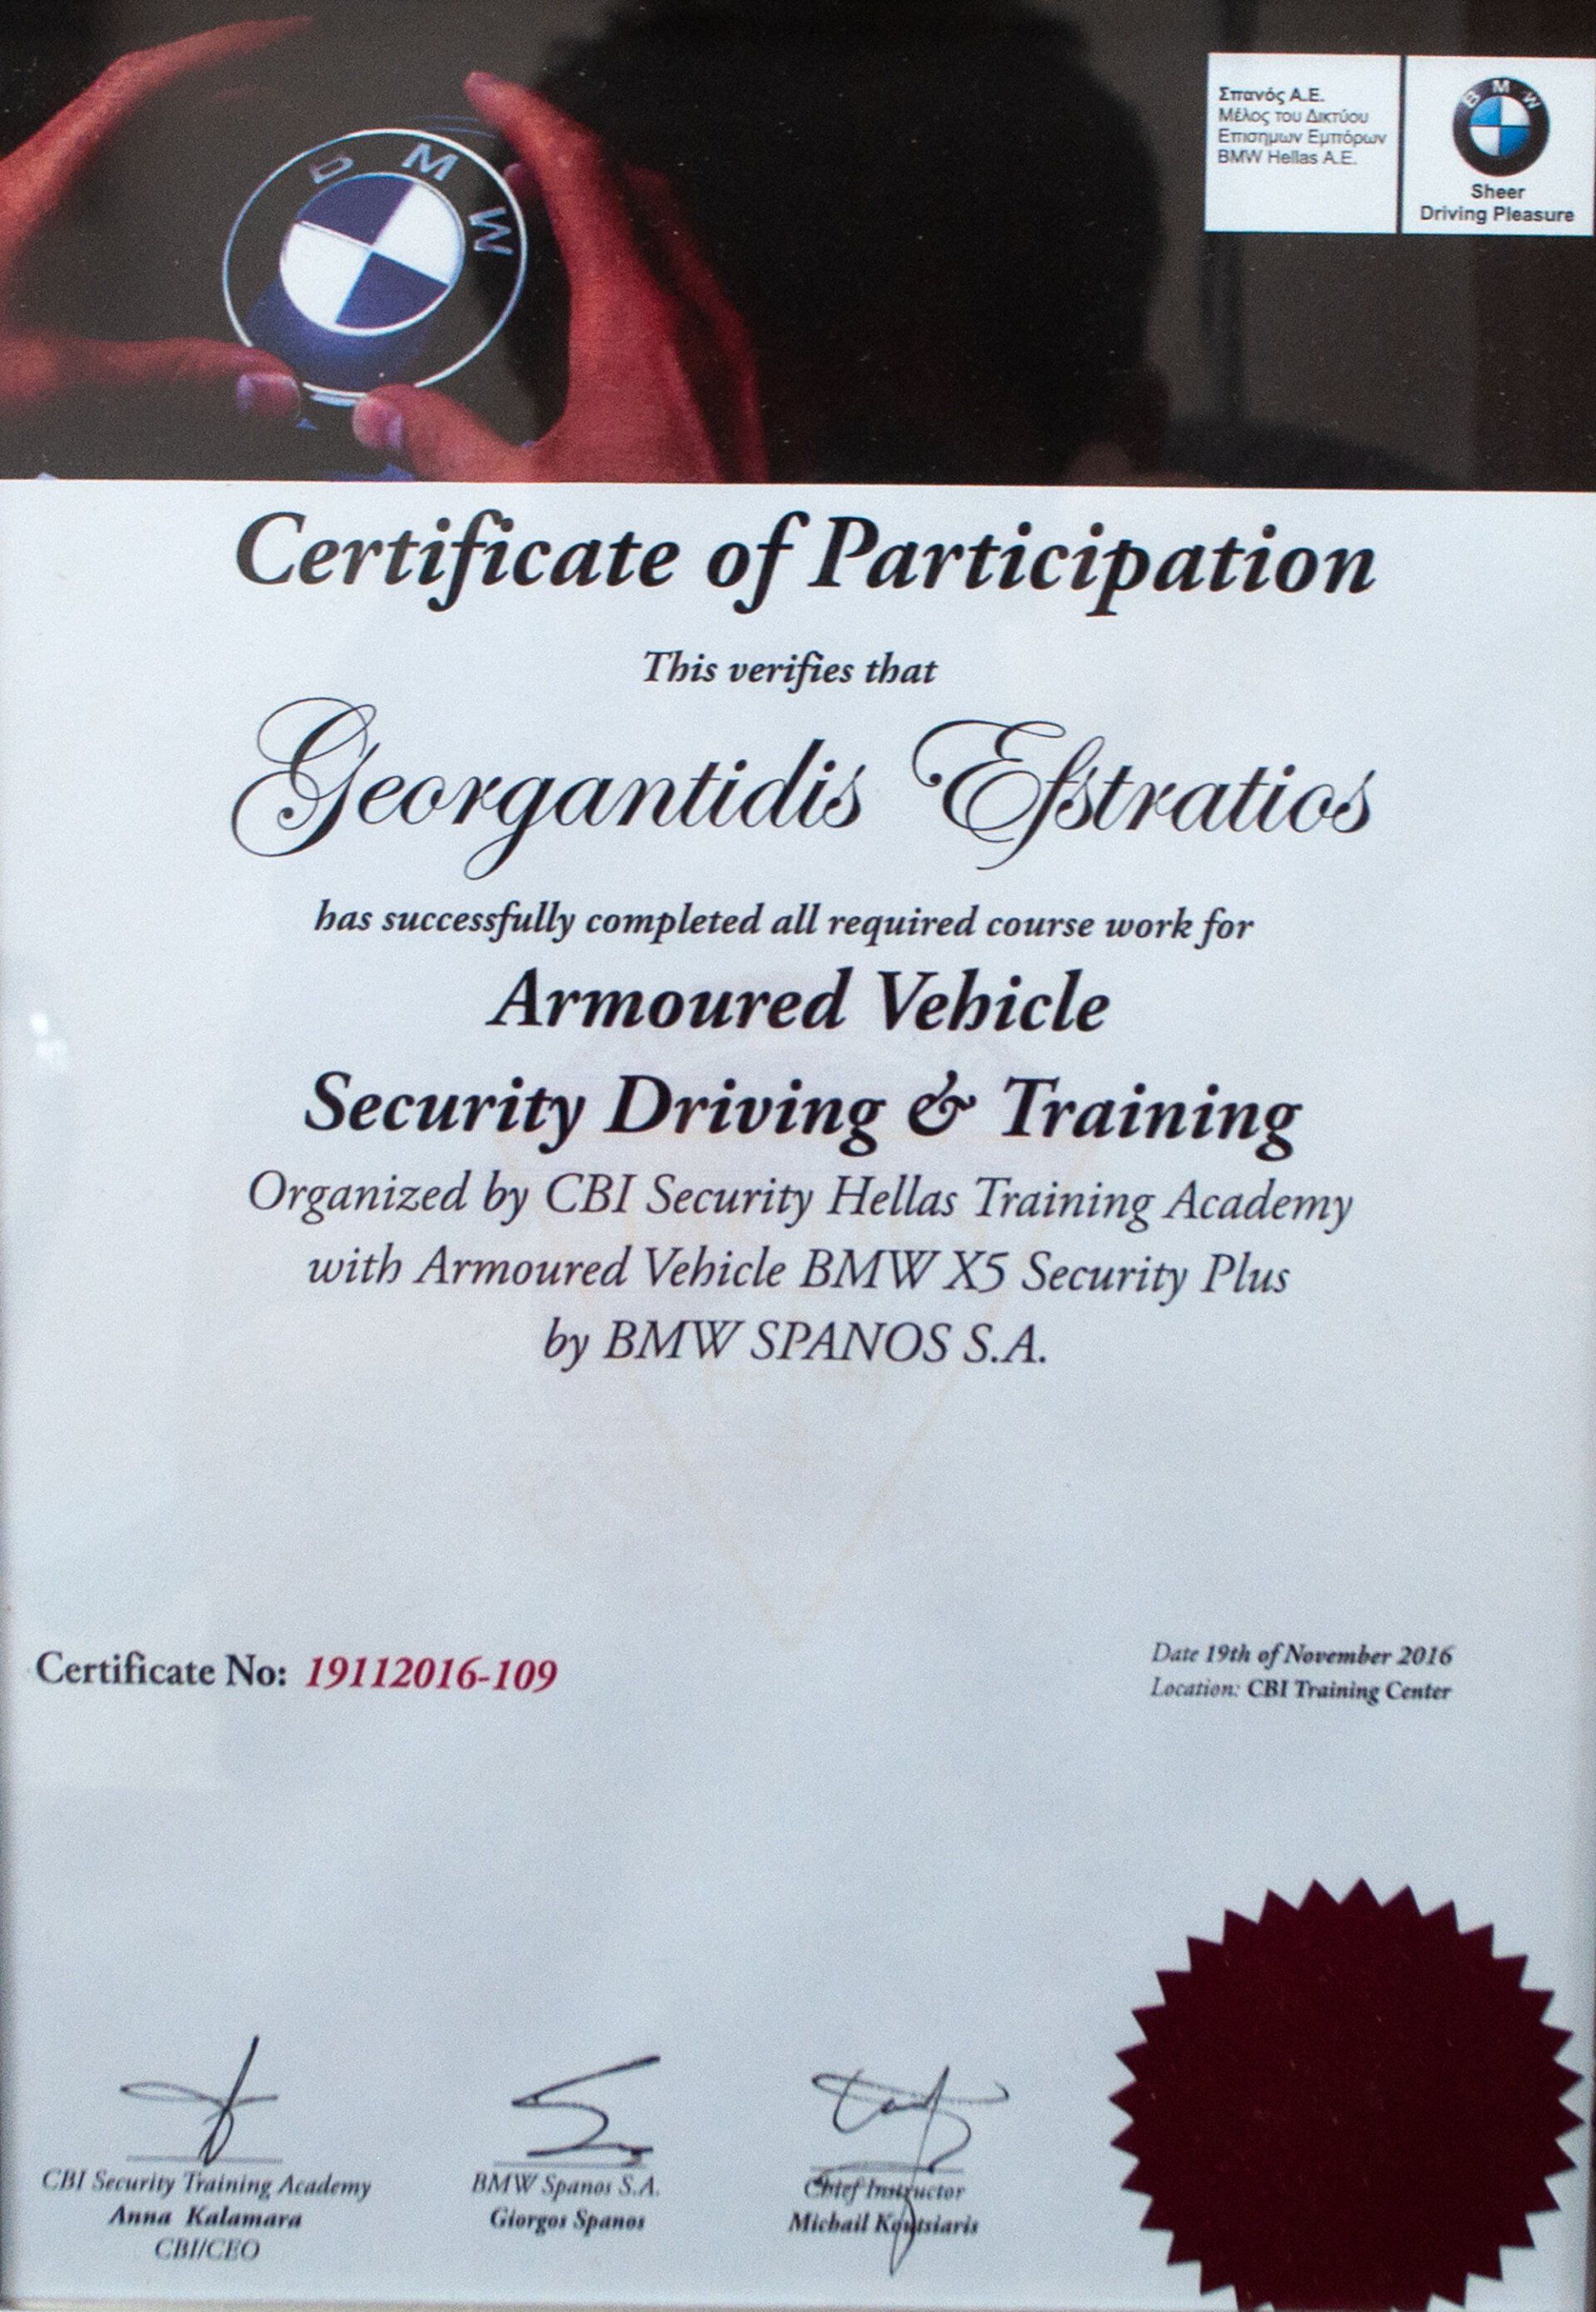 BMW
Σπανός Α.Ε.
Μέλος του Δικτύου
Επισημων Εμπόρων
BMW Hellas A.E.
BMW
Sheer
Driving Pleasure
Certificate of Participation
This verifies that
Georgantidis Efstratios
has successfully completed all required course work for
Armoured Vehicle
Security Driving & Training
Organized by CBI Security Hellas Training Academy
with Armoured Vehicle BMW X5 Security Plus
by BMW SPANOS S.A.
Certificate No: 19112016-109
Date 19th of November 2016
Location: CBI Training Center
CBI Security Training Academy
Anna Kalamara
CBI/CEO
BMW Spanos S.A.
Giorgos Spanos
Chief Instructor
Michail Koutsiaris